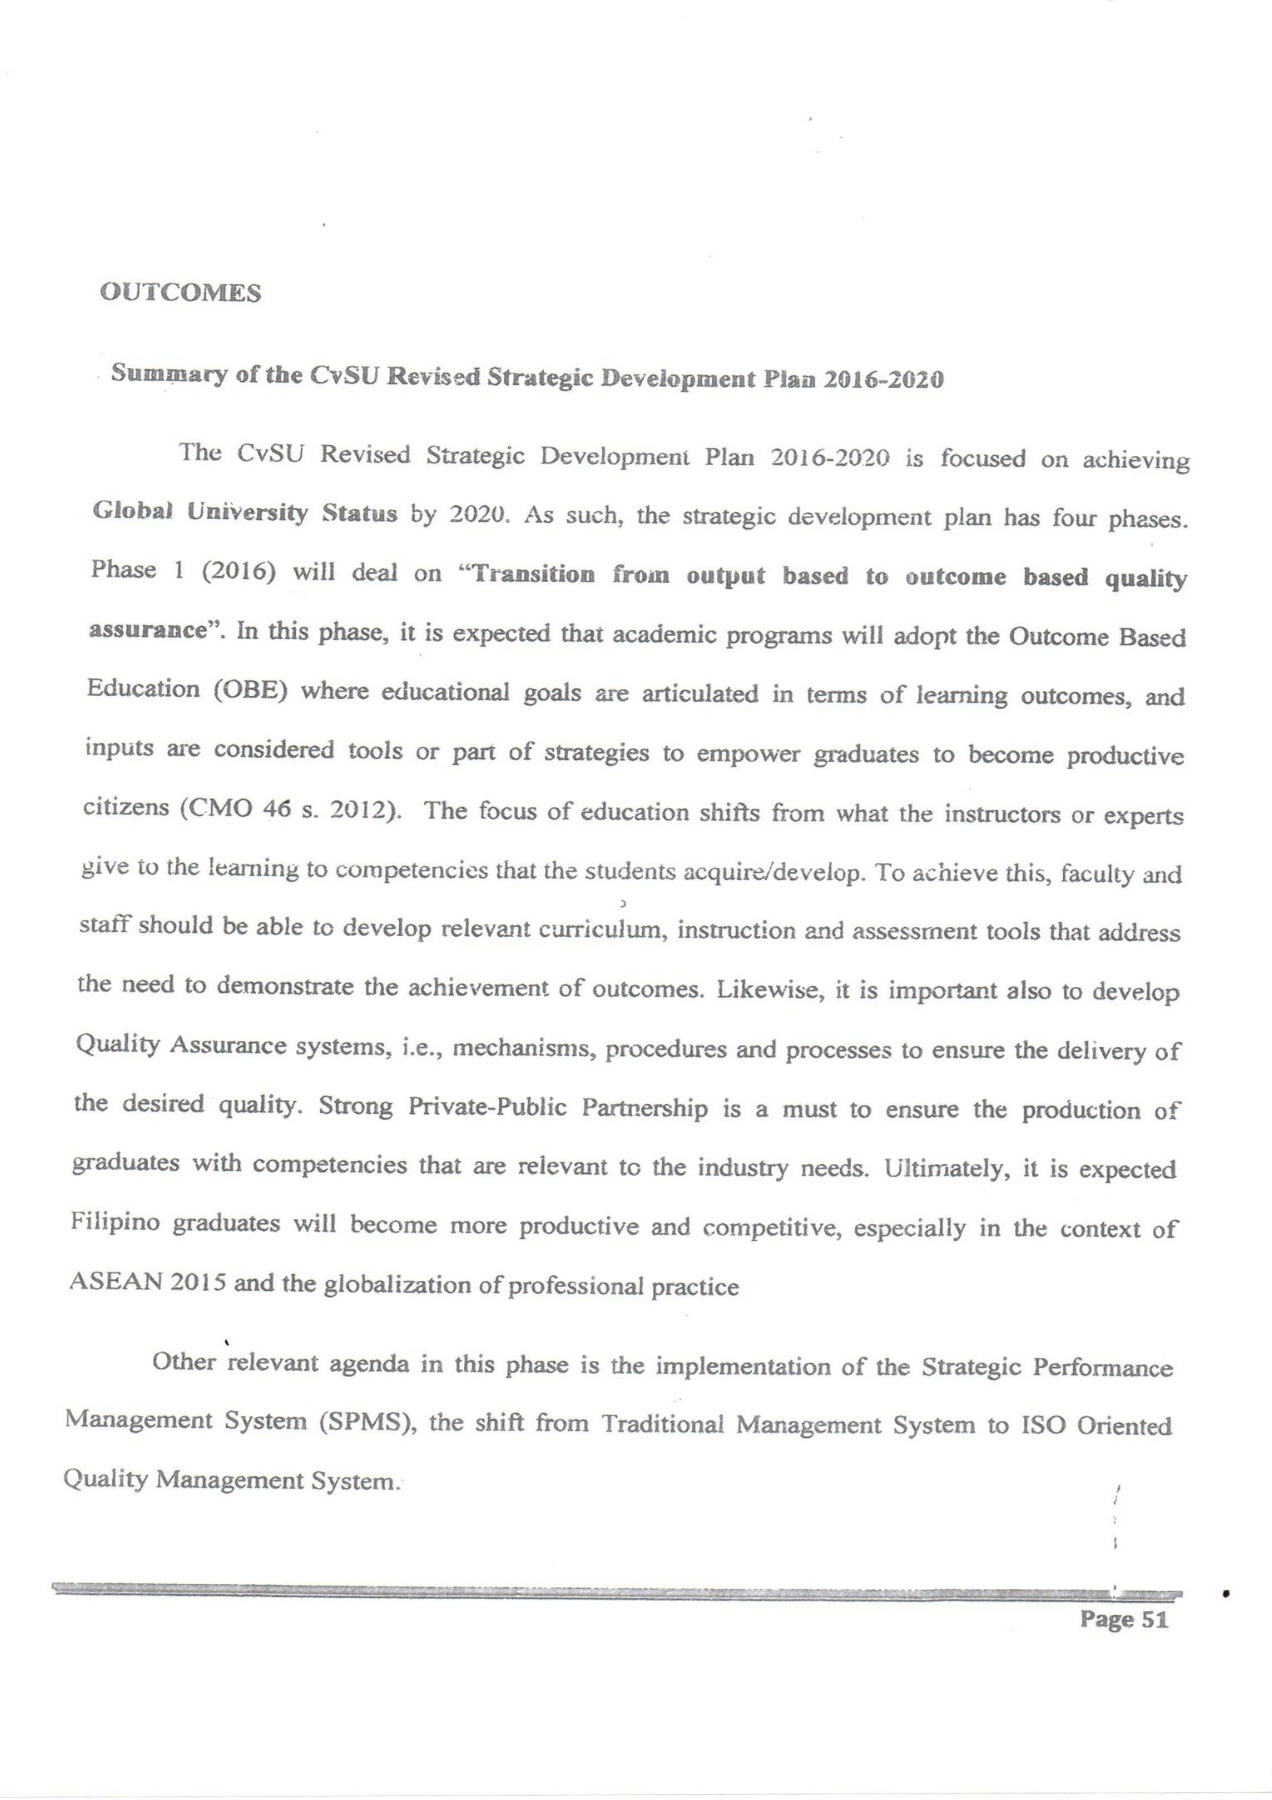 OUTCOMES
Summary of the CvSU Revised Strategic Development Plan 2016-2020
The CvSU Revised Strategic Development Plan 2016-2020 is focused on achieving
Global University Status by 2020. As such, the strategic development plan has four phases.
Phase 1 (2016) will deal on “Transition from output based to outcome based quality
assurance”. In this phase, it is expected that academic programs will adopt the Outcome Based
Education (OBE) where educational goals are articulated in terms of learning outcomes, and
inputs are considered tools or part of strategies to empower graduates to become productive
citizens (CMO 46 s. 2012). The focus of education shifts from what the instructors or experts
give to the learning to competencies that the students acquire/develop. To achieve this, faculty and
staff should be able to develop relevant curriculum, instruction and assessment tools that address
the need to demonstrate the achievement of outcomes. Likewise, it is important also to develop
Quality Assurance systems, i.e., mechanisms, procedures and processes to ensure the delivery of
the desired quality. Strong Private-Public Partnership is a must to ensure the production of
graduates with competencies that are relevant to the industry needs. Ultimately, it is expected
Filipino graduates will become more productive and competitive, especially in the context of
ASEAN 2015 and the globalization of professional practice
Other relevant agenda in this phase is the implementation of the Strategic Performance
Management System (SPMS), the shift from Traditional Management System to ISO Oriented
Quality Management System.
Page 51